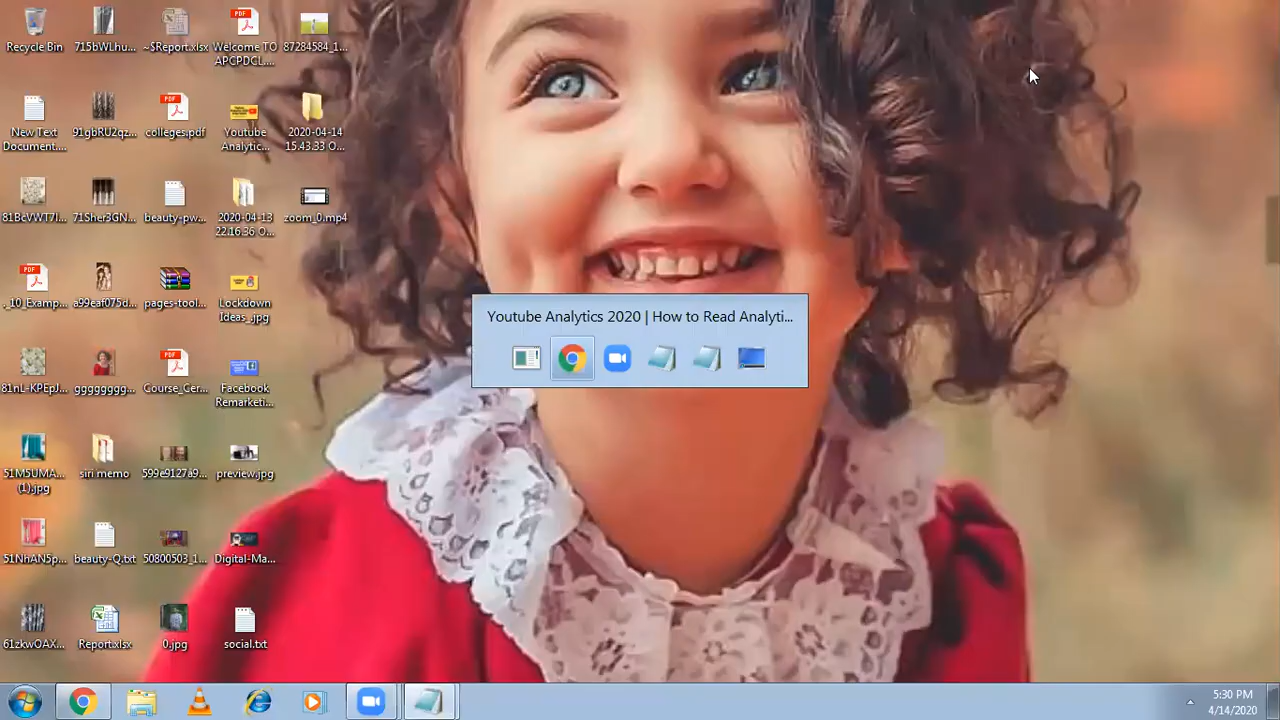 Recycle Bin
715bWLhu...
~$Report.xlsx
Welcome TO
APCPDCL....
87284584_1...
New Text
Document....
91gbRU2qz...
colleges.pdf
Youtube
Analytic...
2020-04-14
15.43.33 O...
81BcVWT7l...
71Sher3GN...
beauty-pw...
2020-04-13
22.16.36 O...
zoom_0.mp4
._10_Examp...
a99eaf075d...
pages-tool...
Lockdown
Ideas_.jpg
Youtube Analytics 2020 | How to Read Analyti...
81nL-KPEpJ...
gggggggg...
Course_Cer...
Facebook
Remarketi...
51M5UMA...
(1).jpg
siri memo
599e9127a9...
preview.jpg
51NhAN5p...
beauty-Q.txt
50800503_1...
Digital-Ma...
61zkwOAX...
Report.xlsx
0.jpg
social.txt
5:30 PM
4/14/2020